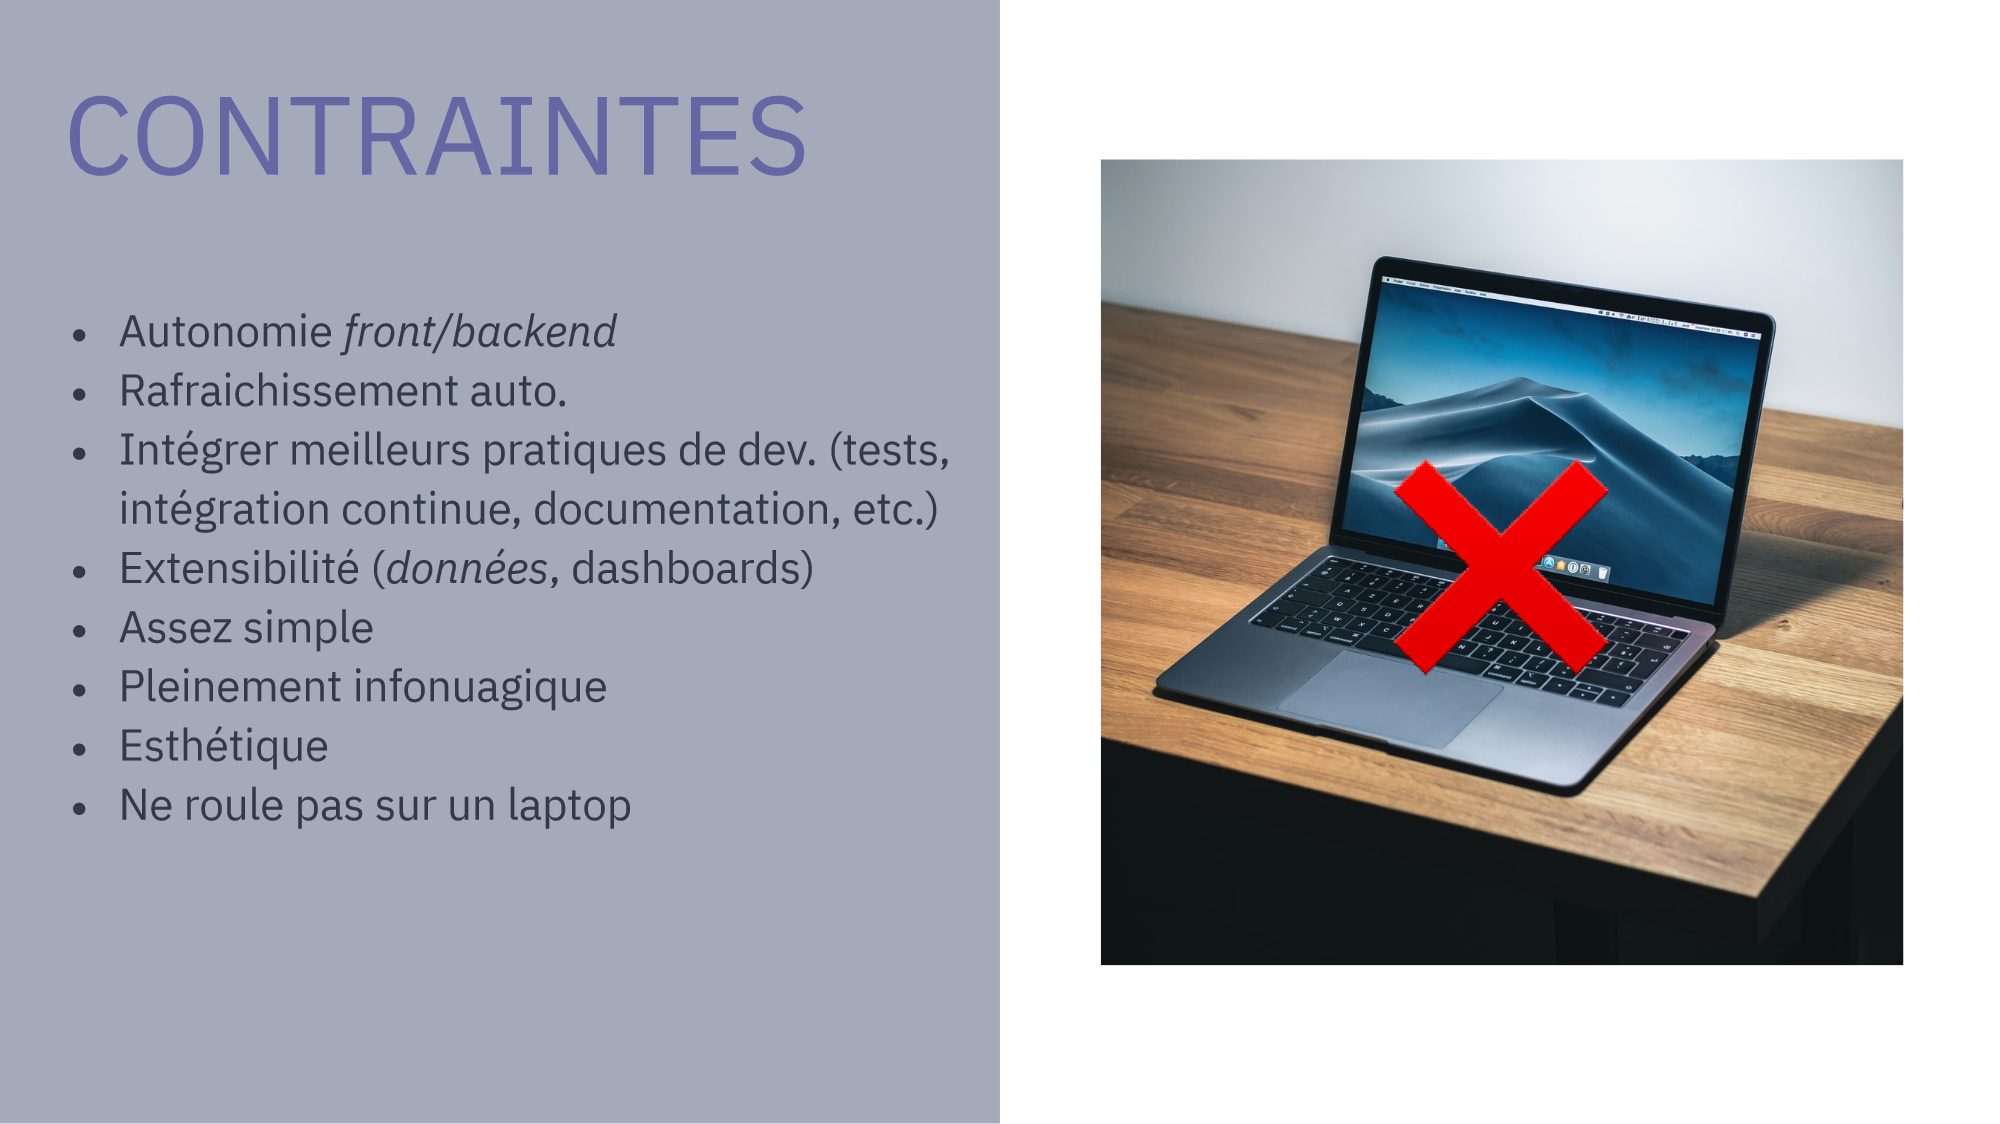 CONTRAINTES
• Autonomie front/backend
• Rafraichissement auto.
• Intégrer meilleurs pratiques de dev. (tests,
intégration continue, documentation, etc.)
• Extensibilité (données, dashboards)
• Assez simple
• Pleinement infonuagique
• Esthétique
• Ne roule pas sur un laptop